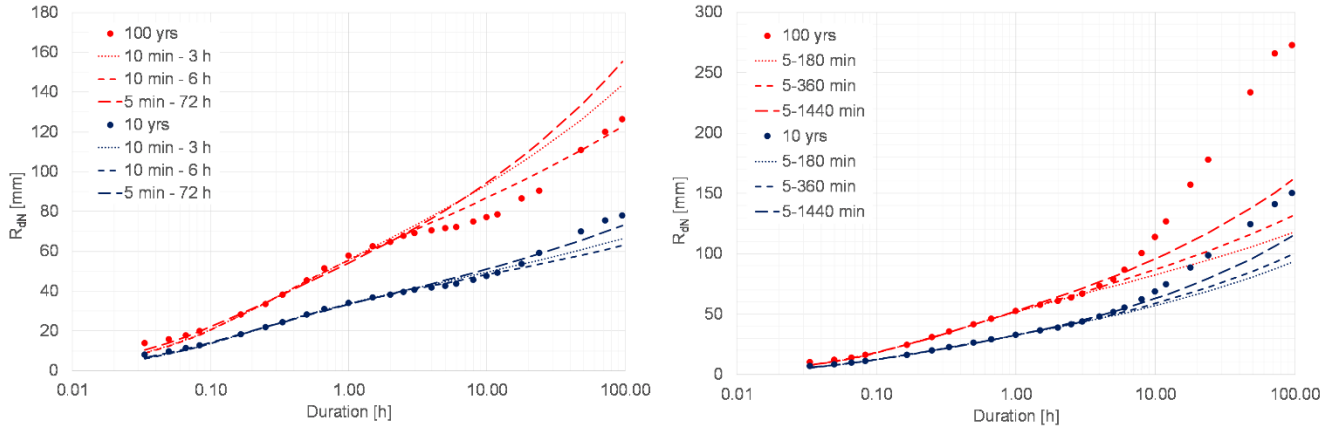 180
160
140
120
100
80
60
40
20
0
R_dN [mm]
100 yrs
10 min - 3 h
10 min - 6 h
5 min - 72 h
10 yrs
10 min - 3 h
10 min - 6 h
5 min - 72 h
0.01 0.10 1.00 10.00 100.00
Duration [h]
300
250
200
150
100
50
0
R_dN [mm]
100 yrs
5-180 min
5-360 min
5-1440 min
10 yrs
5-180 min
5-360 min
5-1440 min
0.01 0.10 1.00 10.00 100.00
Duration [h]